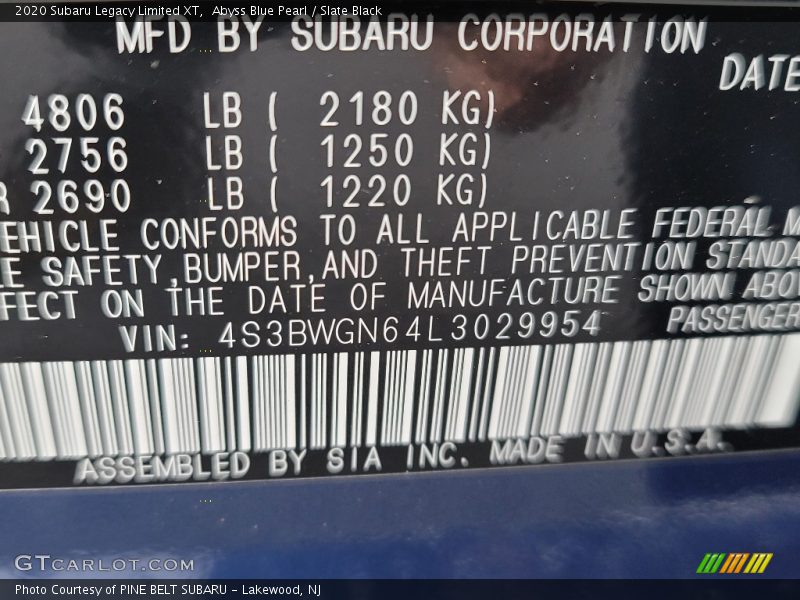 2020 Subaru Legacy Limited XT, Abyss Blue Pearl / Slate Black
MFD BY SUBARU CORPORATION
DATE
4806 LB ( 2180 KG)
2756 LB ( 1250 KG)
R 2690 LB ( 1220 KG)
EHICLE CONFORMS TO ALL APPLICABLE FEDERAL M
E SAFETY,BUMPER,AND THEFT PREVENTION STANDA
FFECT ON THE DATE OF MANUFACTURE SHOWN ABO
VIN: 4S3BWGN64L3029954 PASSENGER
ASSEMBLED BY SIA INC. MADE IN U.S.A.
GTCARLOT.COM
Photo Courtesy of PINE BELT SUBARU - Lakewood, NJ